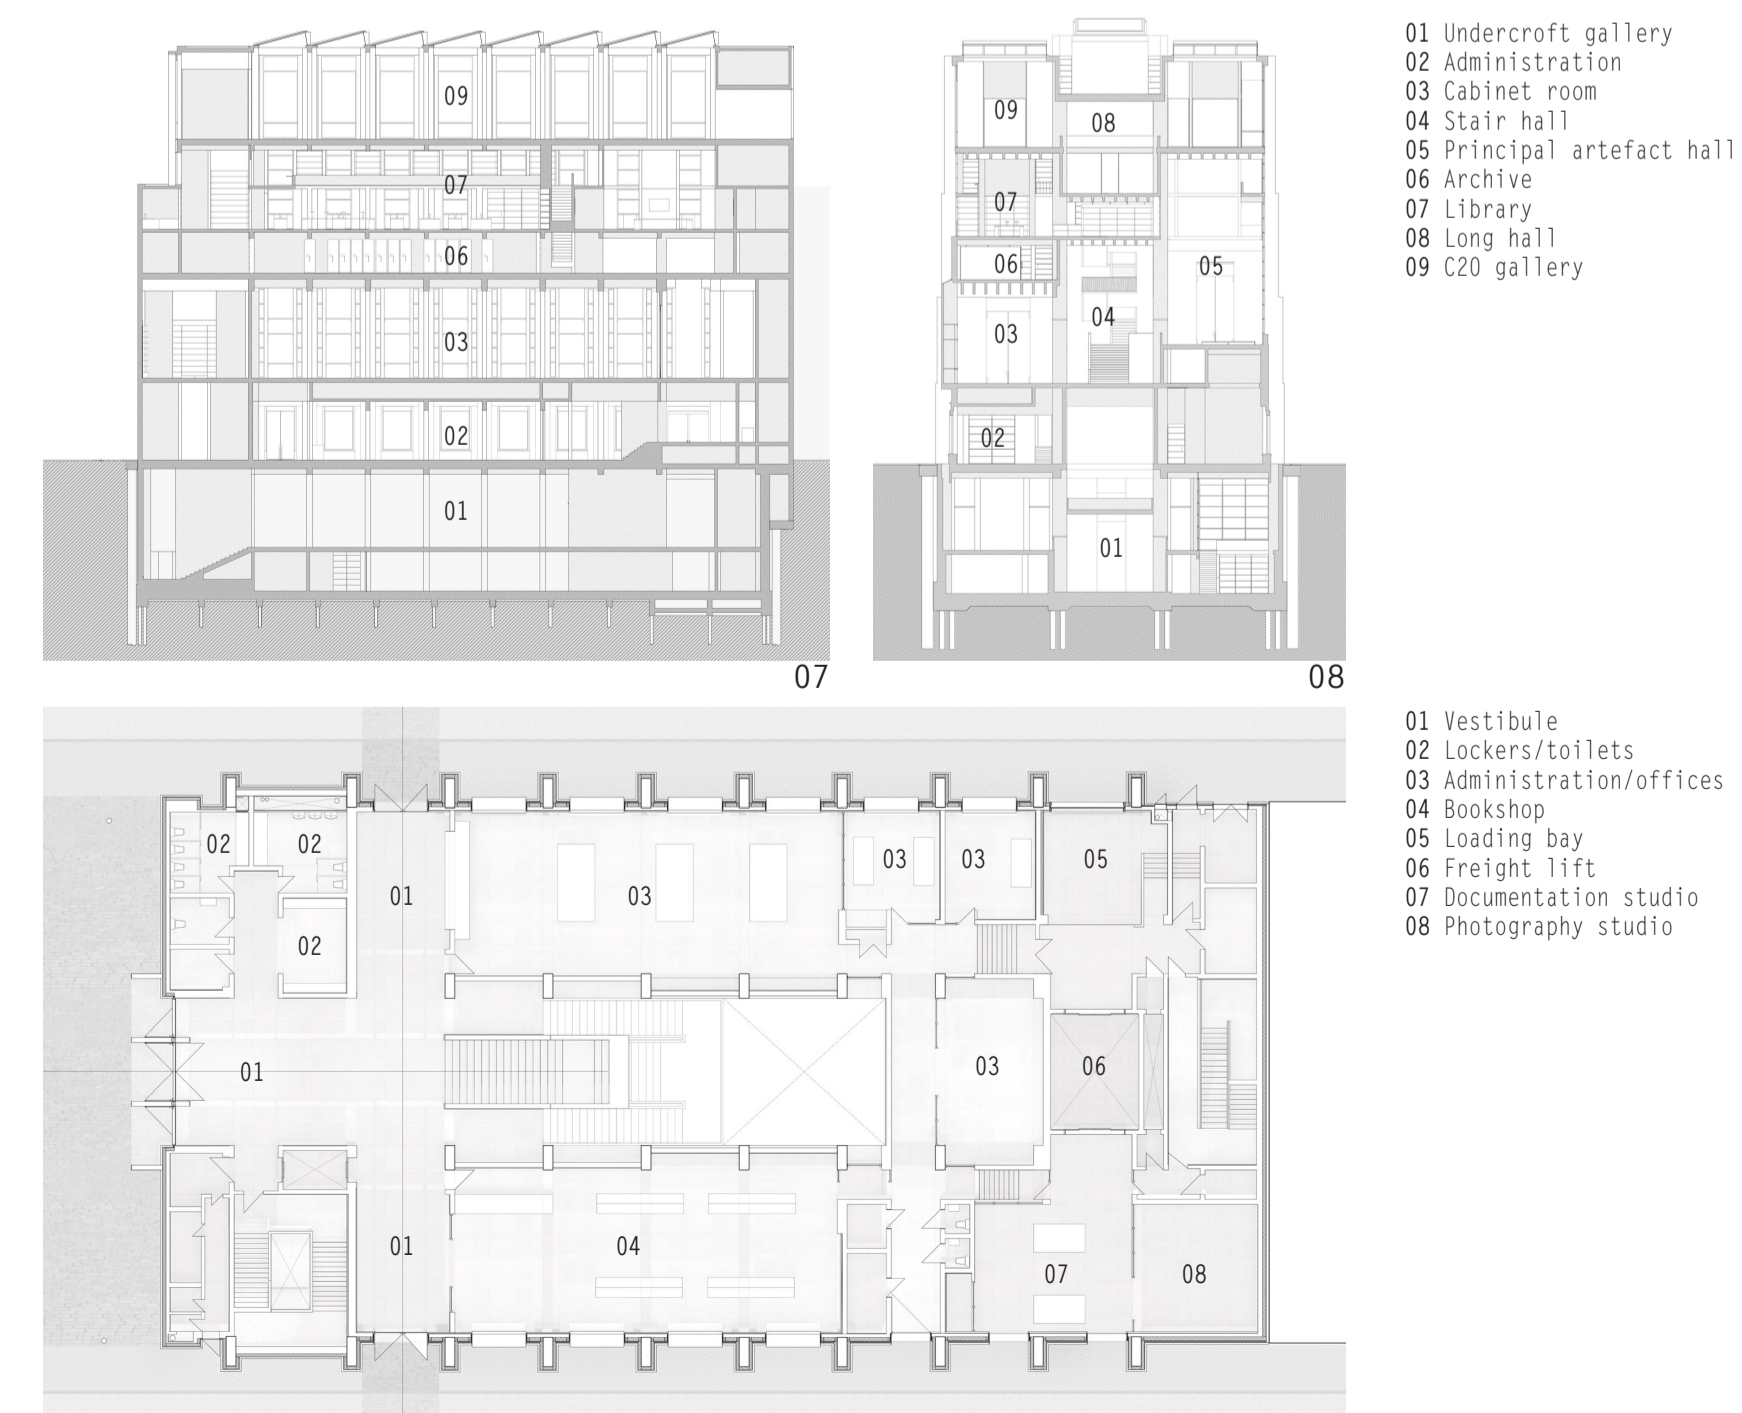 09
07
06
03
02
01
07
09
08
07
06
05
04
03
02
01
08
01 Undercroft gallery
02 Administration
03 Cabinet room
04 Stair hall
05 Principal artefact hall
06 Archive
07 Library
08 Long hall
09 C20 gallery
02
02
03
03
05
01
03
02
01
03
06
01
04
07
08
01 Vestibule
02 Lockers/toilets
03 Administration/offices
04 Bookshop
05 Loading bay
06 Freight lift
07 Documentation studio
08 Photography studio